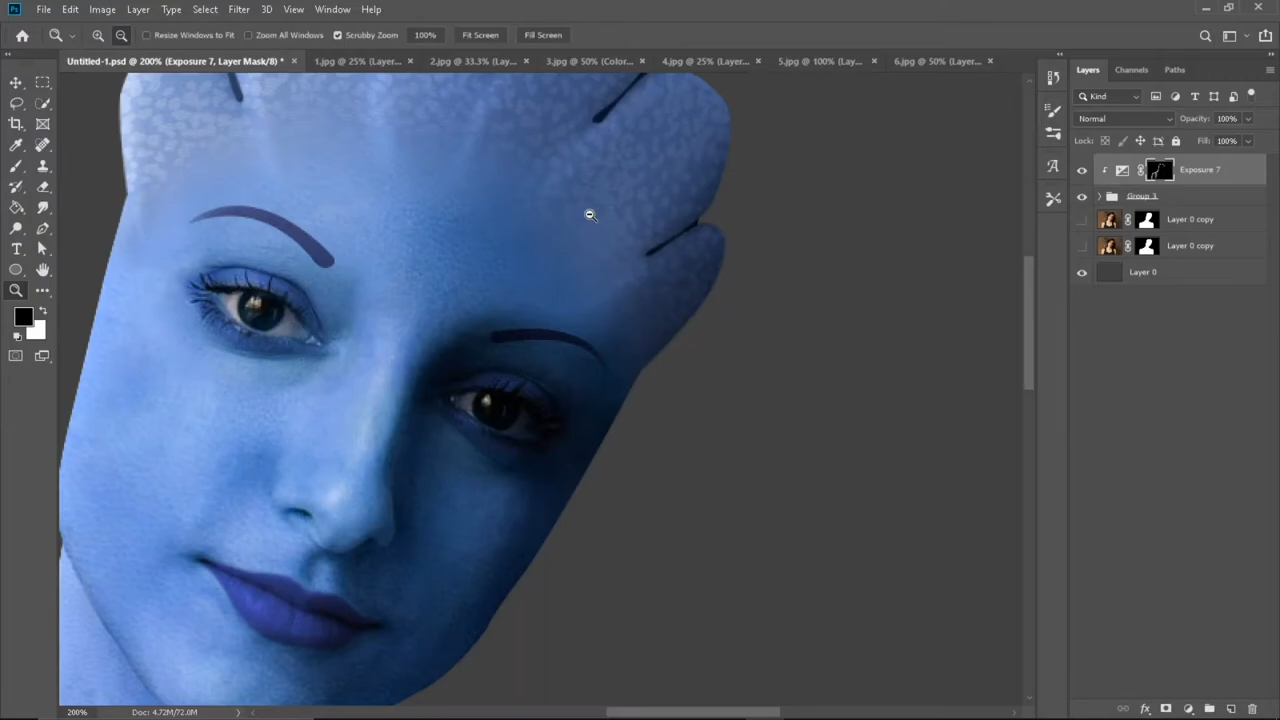 Ps File Edit Image Layer Type Select Filter 3D View Window Help
Resize Windows to Fit Zoom All Windows Scrubby Zoom 100% Fit Screen Fill Screen
Untitled-1.psd @ 200% (Exposure 7, Layer Mask/8) * × 1.jpg @ 25% (Layer... × 2.jpg @ 33.3% (Lay... × 3.jpg @ 50% (Color... × 4.jpg @ 25% (Layer... × 5.jpg @ 100% (Lay... × 6.jpg @ 50% (Layer... ×
Layers Channels Paths
Kind
Normal Opacity: 100%
Lock: Fill: 100%
Exposure 7
Group 3
Layer 0 copy
Layer 0 copy
Layer 0
200% Doc: 4.72M/72.0M